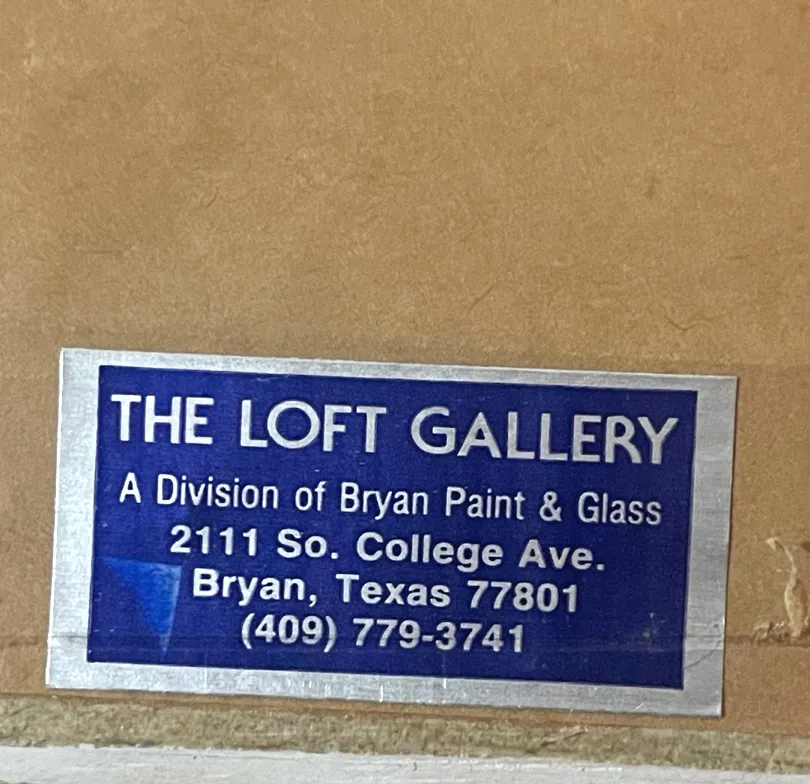 THE LOFT GALLERY
A Division of Bryan Paint & Glass
2111 So. College Ave.
Bryan, Texas 77801
(409) 779-3741